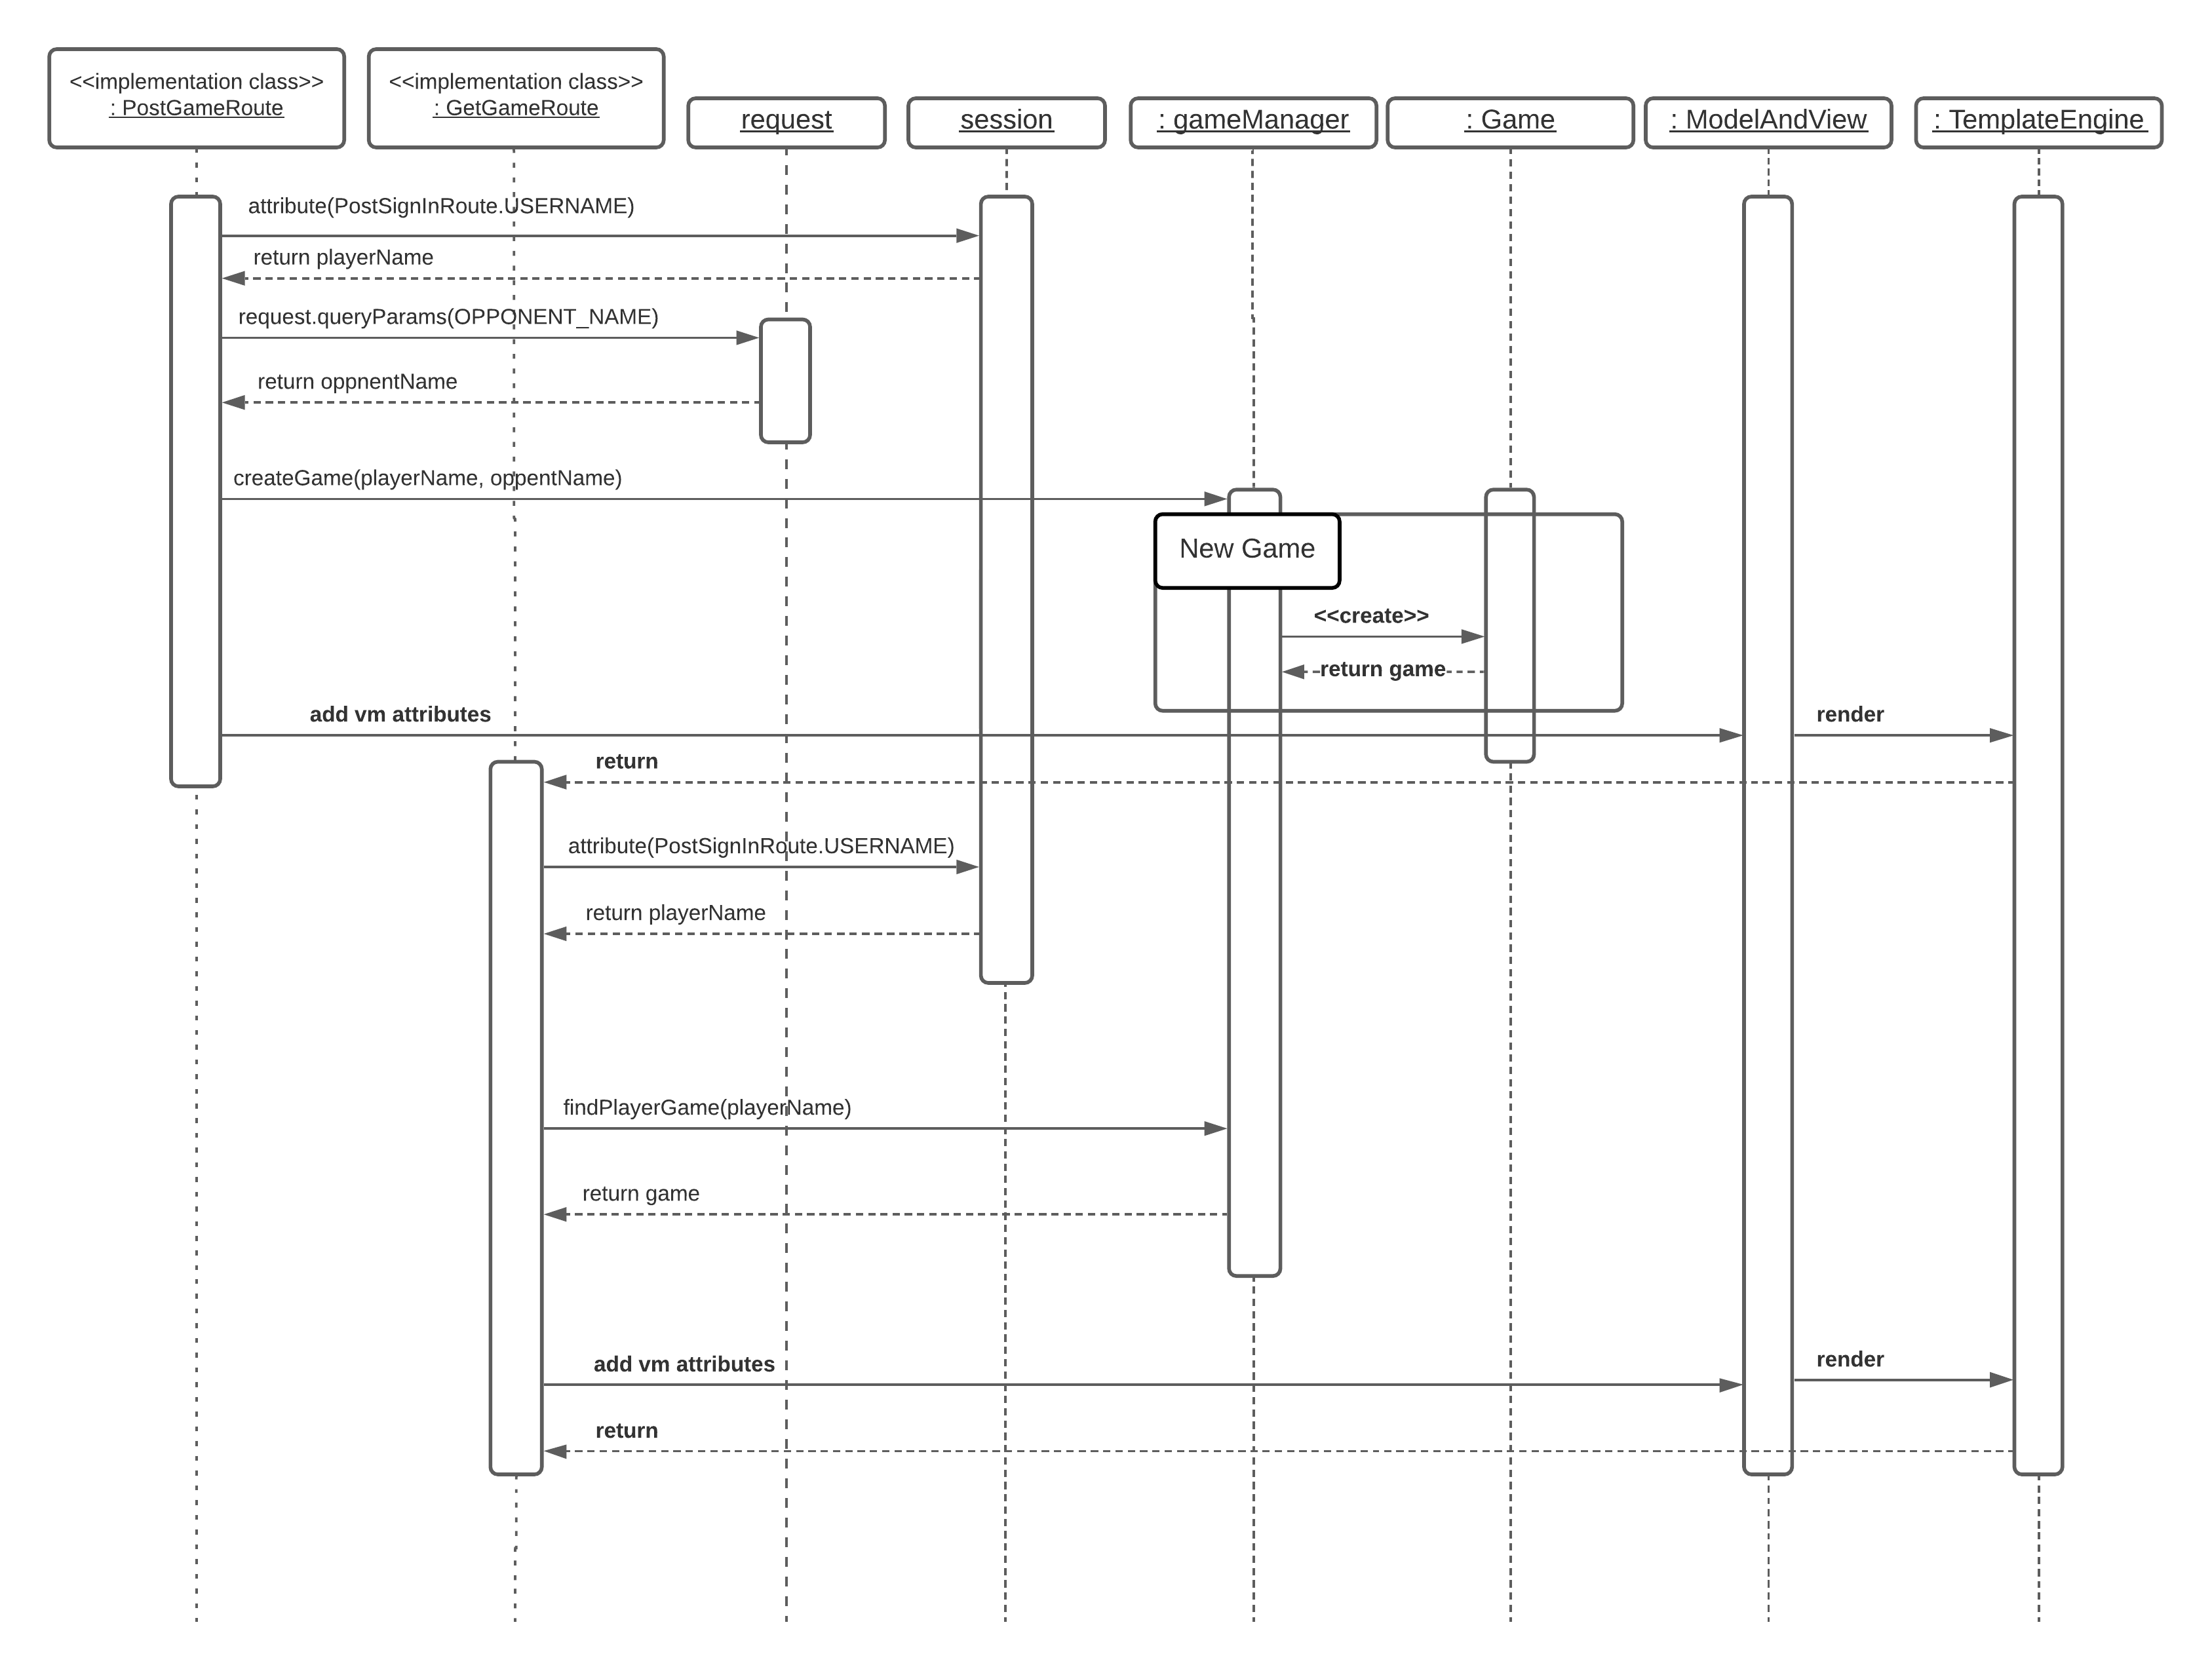 <<implementation class>>
: PostGameRoute
<<implementation class>>
: GetGameRoute
request
session
: gameManager
: Game
: ModelAndView
: TemplateEngine
attribute(PostSignInRoute.USERNAME)
return playerName
request.queryParams(OPPONENT_NAME)
return oppnentName
createGame(playerName, oppentName)
New Game
<<create>>
return game
add vm attributes
render
return
attribute(PostSignInRoute.USERNAME)
return playerName
findPlayerGame(playerName)
return game
add vm attributes
render
return